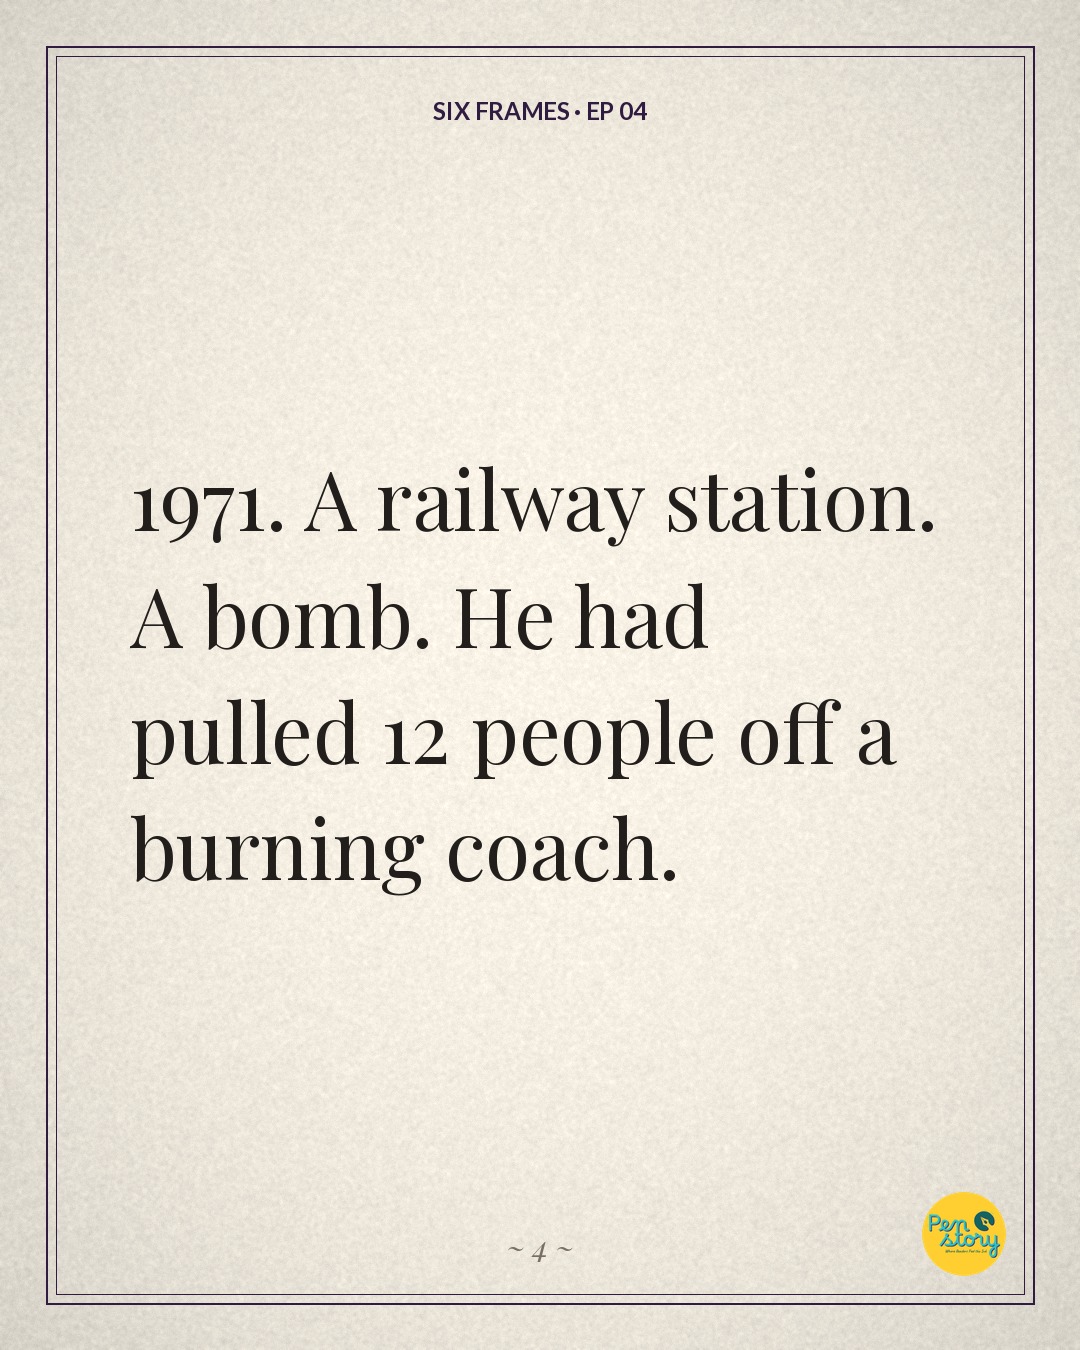 SIX FRAMES · EP 04
1971. A railway station.
A bomb. He had
pulled 12 people off a
burning coach.
~ 4 ~
Pen
story